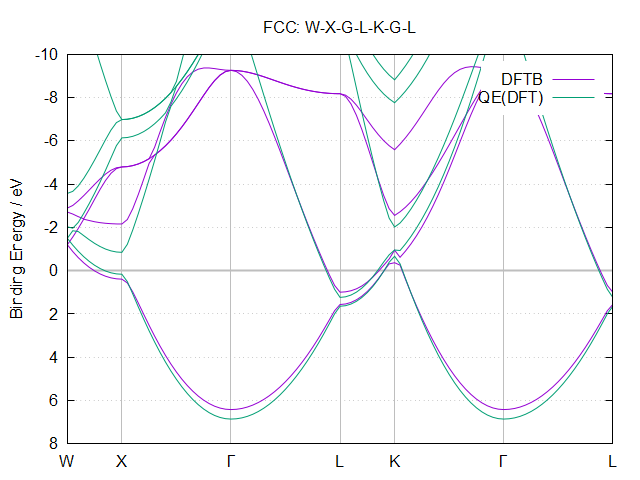 FCC: W-X-G-L-K-G-L
-10
-8
-6
-4
-2
0
2
4
6
8
Binding Energy / eV
DFTB
QE(DFT)
W X Γ L K Γ L